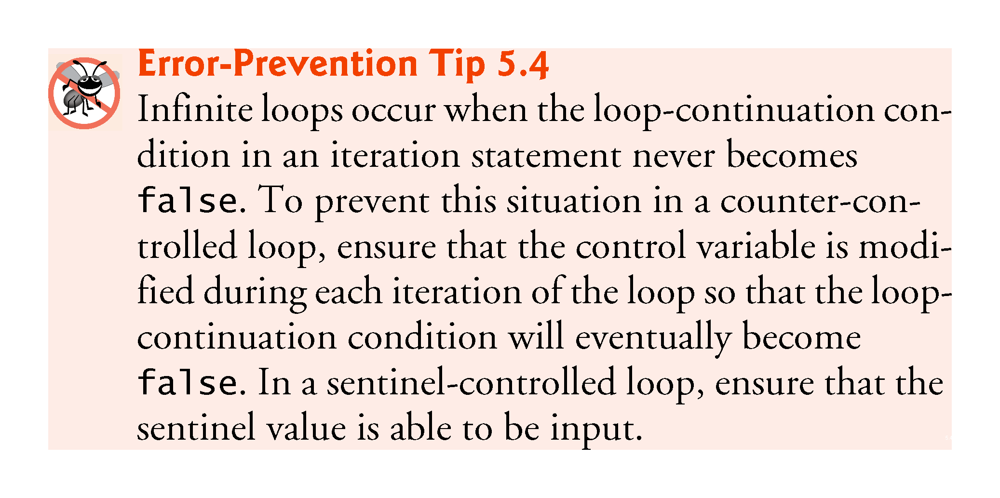 Error-Prevention Tip 5.4
Infinite loops occur when the loop-continuation con-
dition in an iteration statement never becomes
false. To prevent this situation in a counter-con-
trolled loop, ensure that the control variable is modi-
fied during each iteration of the loop so that the loop-
continuation condition will eventually become
false. In a sentinel-controlled loop, ensure that the
sentinel value is able to be input.